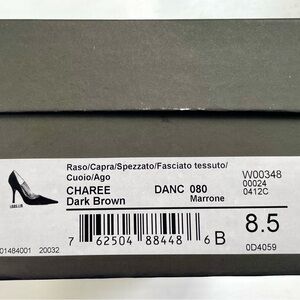 Raso/Capra/Spezzato/Fasciato tessuto/
Cuoio/Ago
W00348
00024
0412C
CHAREE DANC 080
Dark Brown Marrone
8.5
7 62504 88448 6 B
0D4059
01484001 20032